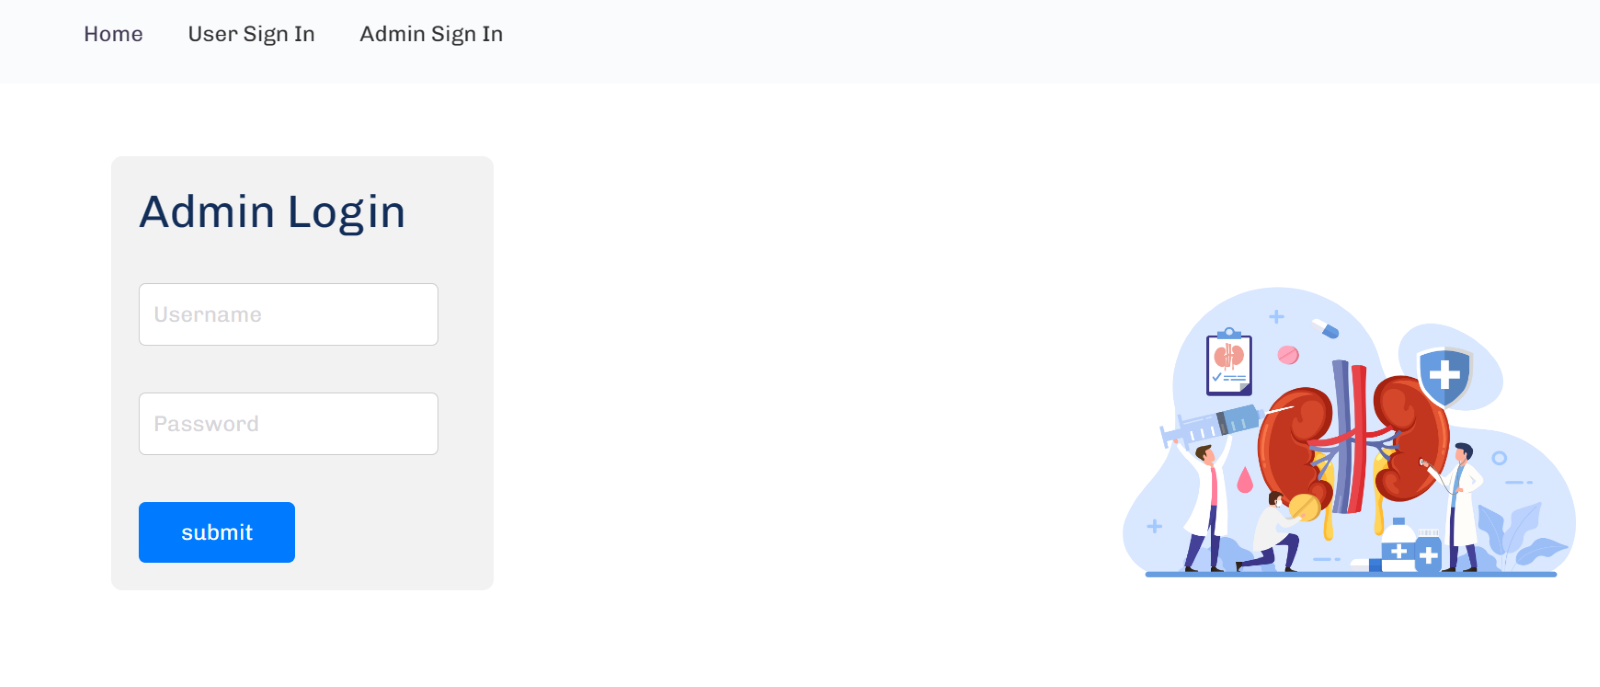 Home User Sign In Admin Sign In
Admin Login
Username
Password
submit